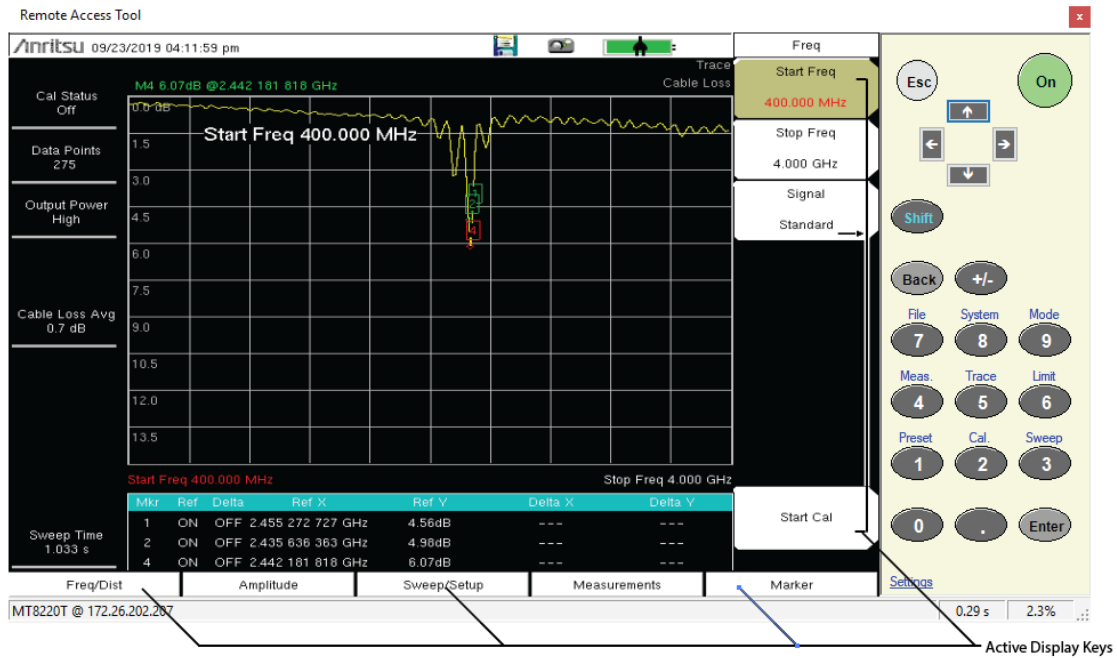 Remote Access Tool
x
Anritsu 09/23/2019 04:11:59 pm
Freq
Trace
Cable Loss
M4 6.07dB @2.442 181 818 GHz
Cal Status
Off
Data Points
275
Output Power
High
Cable Loss Avg
0.7 dB
Sweep Time
1.033 s
0.0 dB
Start Freq 400.000 MHz
1.5
3.0
4.5
6.0
7.5
9.0
10.5
12.0
13.5
1
2
4
Start Freq 400.000 MHz
Stop Freq 4.000 GHz
Mkr Ref Delta Ref X Ref Y Delta X Delta Y
1 ON OFF 2.455 272 727 GHz 4.56dB --- ---
2 ON OFF 2.435 636 363 GHz 4.98dB --- ---
4 ON OFF 2.442 181 818 GHz 6.07dB --- ---
Start Freq
400.000 MHz
Stop Freq
4.000 GHz
Signal
Standard
Start Cal
Freq/Dist Amplitude Sweep/Setup Measurements Marker
Esc
On
Shift
Back +/-
File System Mode
7 8 9
Meas. Trace Limit
4 5 6
Preset Cal. Sweep
1 2 3
0 . Enter
Settings
MT8220T @ 172.26.202.207
0.29 s 2.3%
Active Display Keys